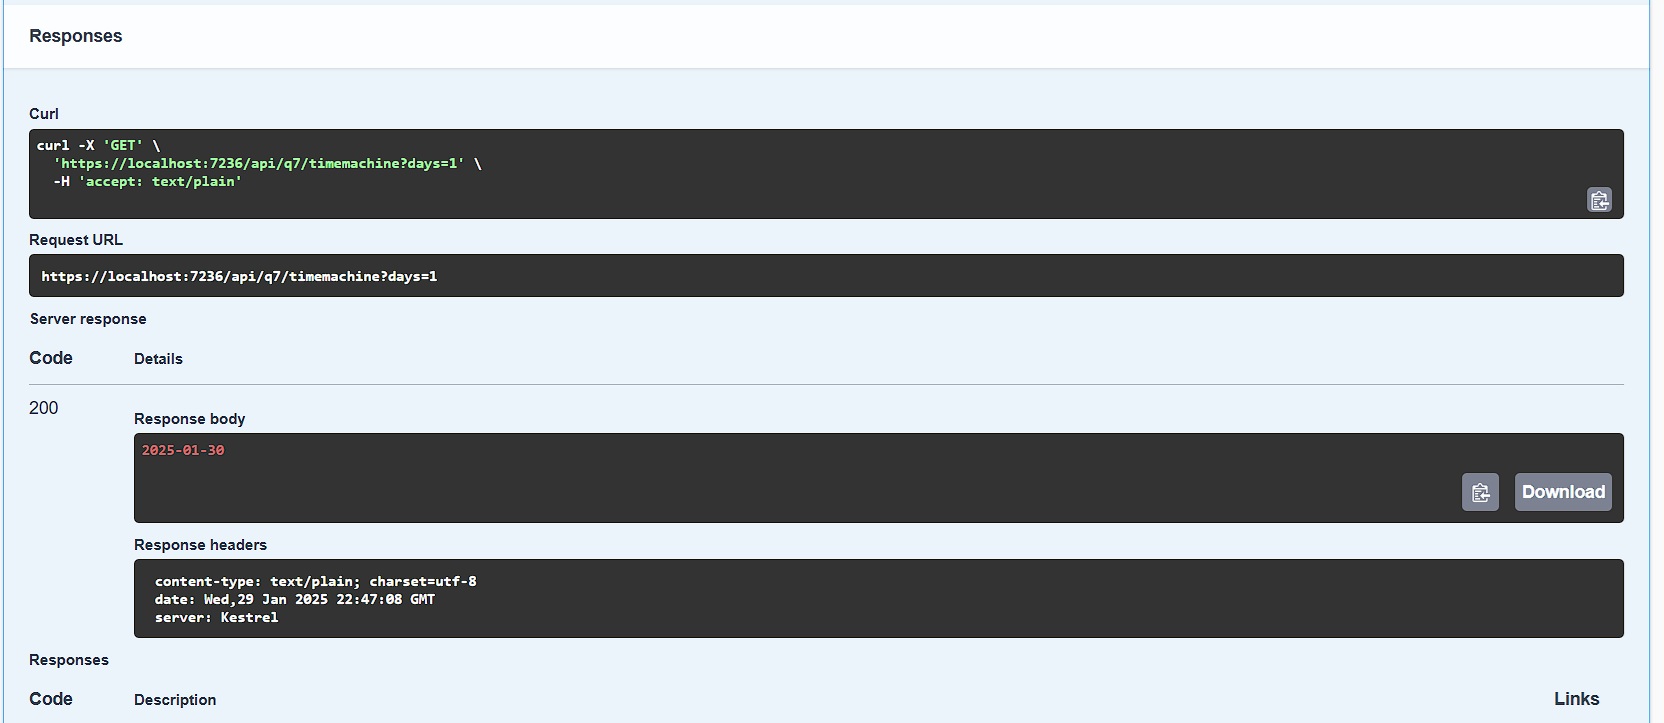 Responses
Curl
curl -X 'GET' \
  'https://localhost:7236/api/q7/timemachine?days=1' \
  -H 'accept: text/plain'
Request URL
https://localhost:7236/api/q7/timemachine?days=1
Server response
Code Details
200
Response body
2025-01-30
Download
Response headers
content-type: text/plain; charset=utf-8
date: Wed,29 Jan 2025 22:47:08 GMT
server: Kestrel
Responses
Code Description Links